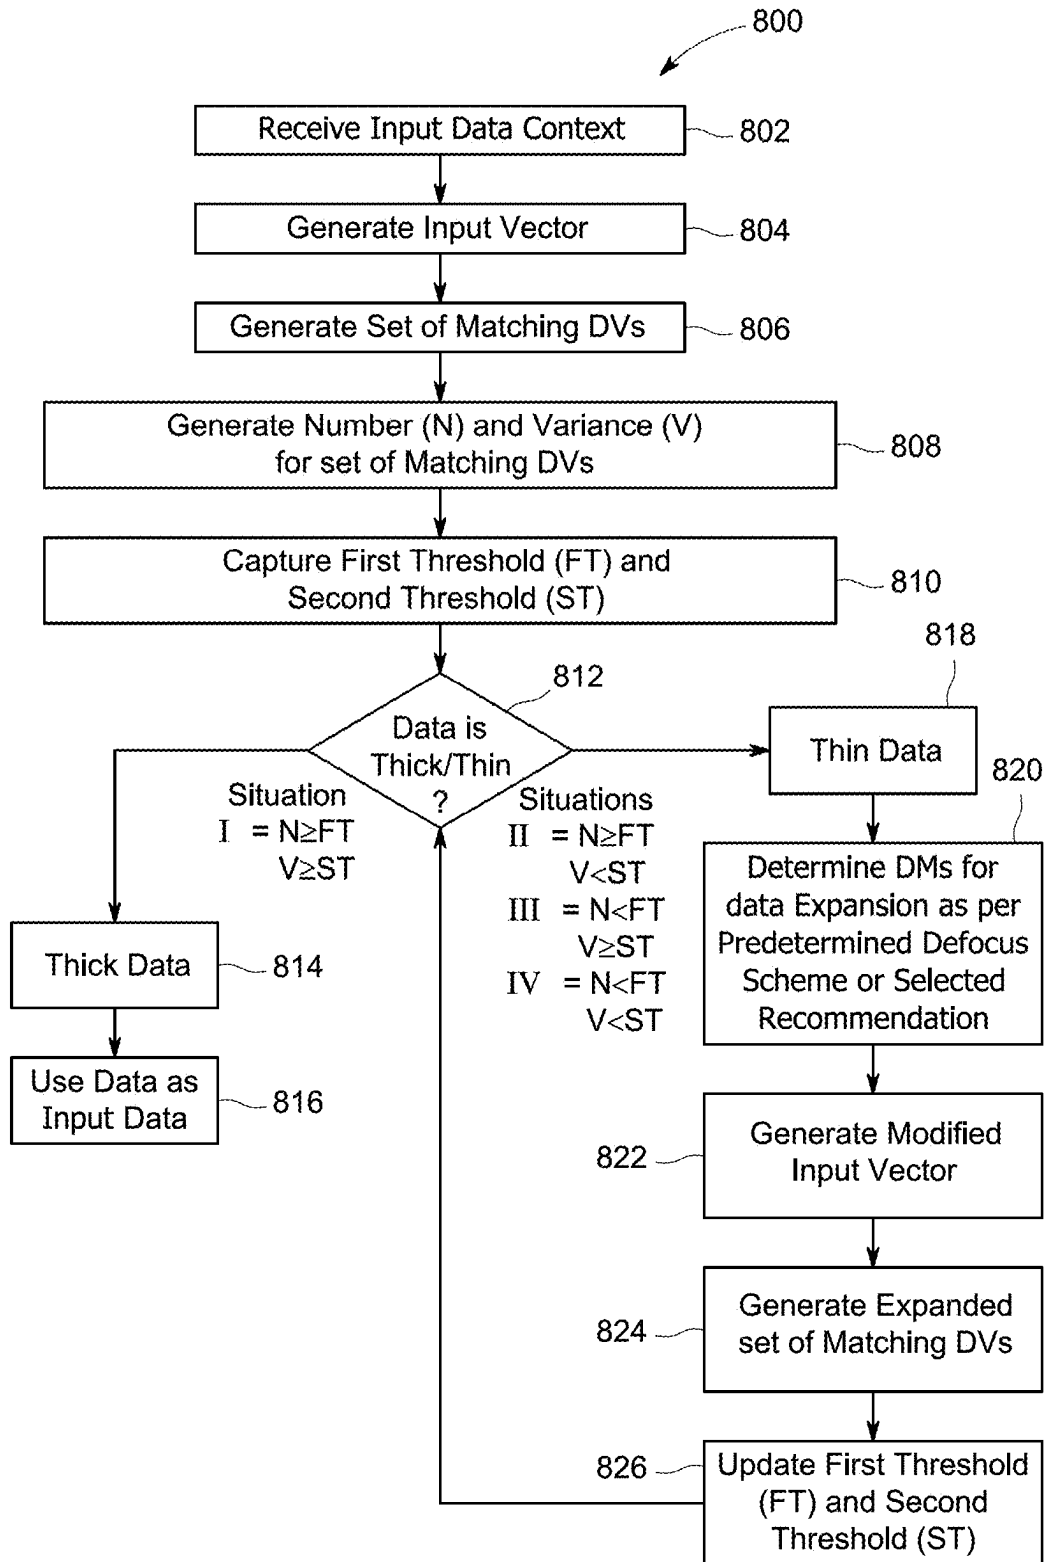 800
Receive Input Data Context
802
Generate Input Vector
804
Generate Set of Matching DVs
806
Generate Number (N) and Variance (V)
for set of Matching DVs
808
Capture First Threshold (FT) and
Second Threshold (ST)
810
812
Data is
Thick/Thin
?
Situation
I = N≥FT
V≥ST
Thick Data
814
Use Data as
Input Data
816
Situations
II = N≥FT
V<ST
III = N<FT
V≥ST
IV = N<FT
V<ST
818
Thin Data
820
Determine DMs for
data Expansion as per
Predetermined Defocus
Scheme or Selected
Recommendation
822
Generate Modified
Input Vector
824
Generate Expanded
set of Matching DVs
826
Update First Threshold
(FT) and Second
Threshold (ST)